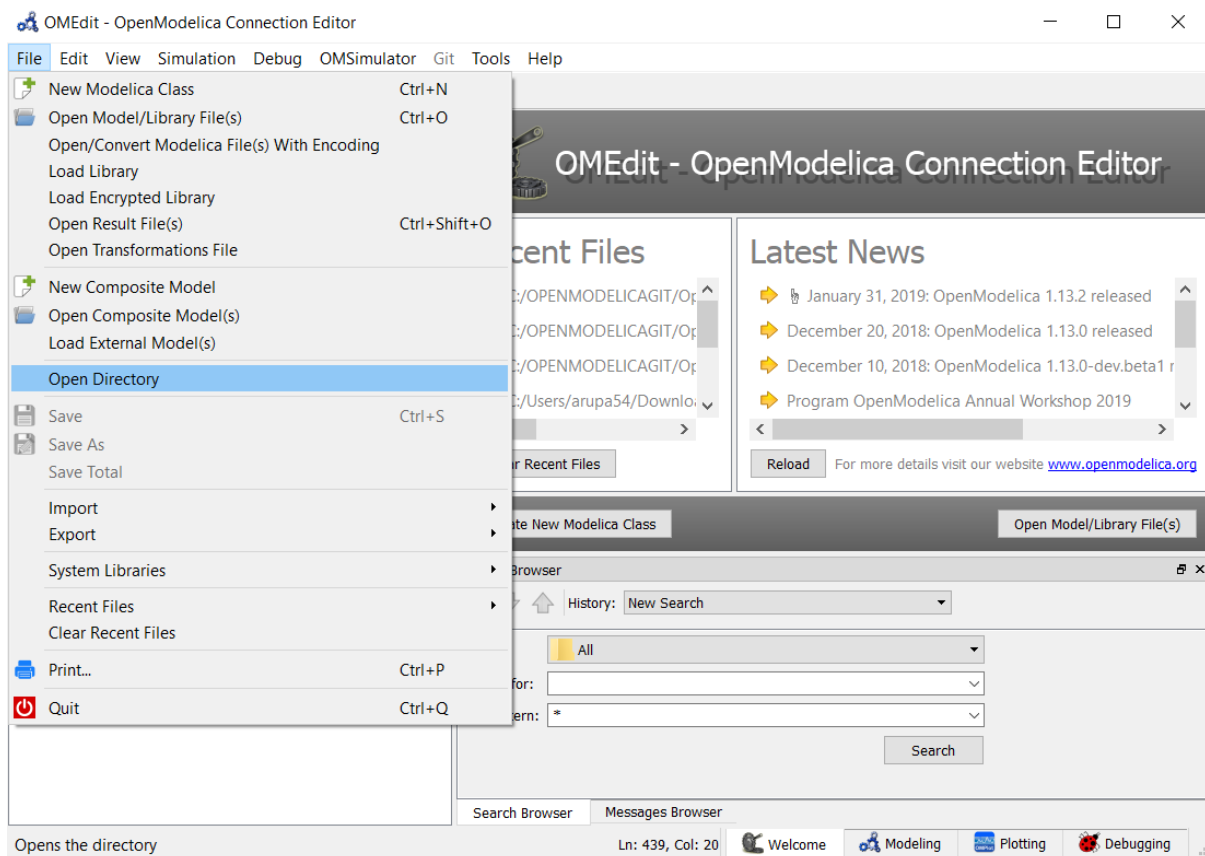 OMEdit - OpenModelica Connection Editor
File Edit View Simulation Debug OMSimulator Git Tools Help
New Modelica Class Ctrl+N
Open Model/Library File(s) Ctrl+O
Open/Convert Modelica File(s) With Encoding
Load Library
Load Encrypted Library
Open Result File(s) Ctrl+Shift+O
Open Transformations File
New Composite Model
Open Composite Model(s)
Load External Model(s)
Open Directory
Save Ctrl+S
Save As
Save Total
Import
Export
System Libraries
Recent Files
Clear Recent Files
Print... Ctrl+P
Quit Ctrl+Q
OMEdit - OpenModelica Connection Editor
cent Files
:/OPENMODELICAGIT/Op
:/OPENMODELICAGIT/Op
:/OPENMODELICAGIT/Op
:/Users/arupa54/Downlo
r Recent Files
Latest News
January 31, 2019: OpenModelica 1.13.2 released
December 20, 2018: OpenModelica 1.13.0 released
December 10, 2018: OpenModelica 1.13.0-dev.beta1 r
Program OpenModelica Annual Workshop 2019
Reload For more details visit our website www.openmodelica.org
ate New Modelica Class Open Model/Library File(s)
Browser
History: New Search
All
for:
tern: *
Search
Search Browser Messages Browser
Opens the directory Ln: 439, Col: 20 Welcome Modeling Plotting Debugging